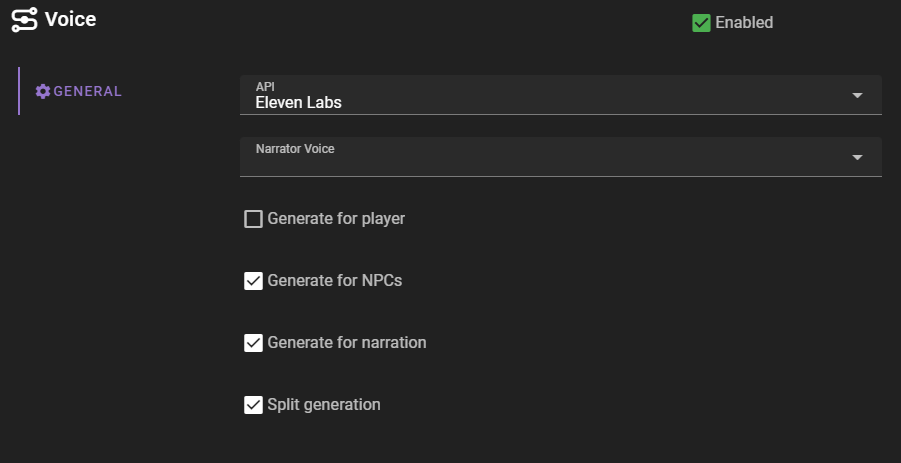 Voice
Enabled
GENERAL
API
Eleven Labs
Narrator Voice
Generate for player
Generate for NPCs
Generate for narration
Split generation